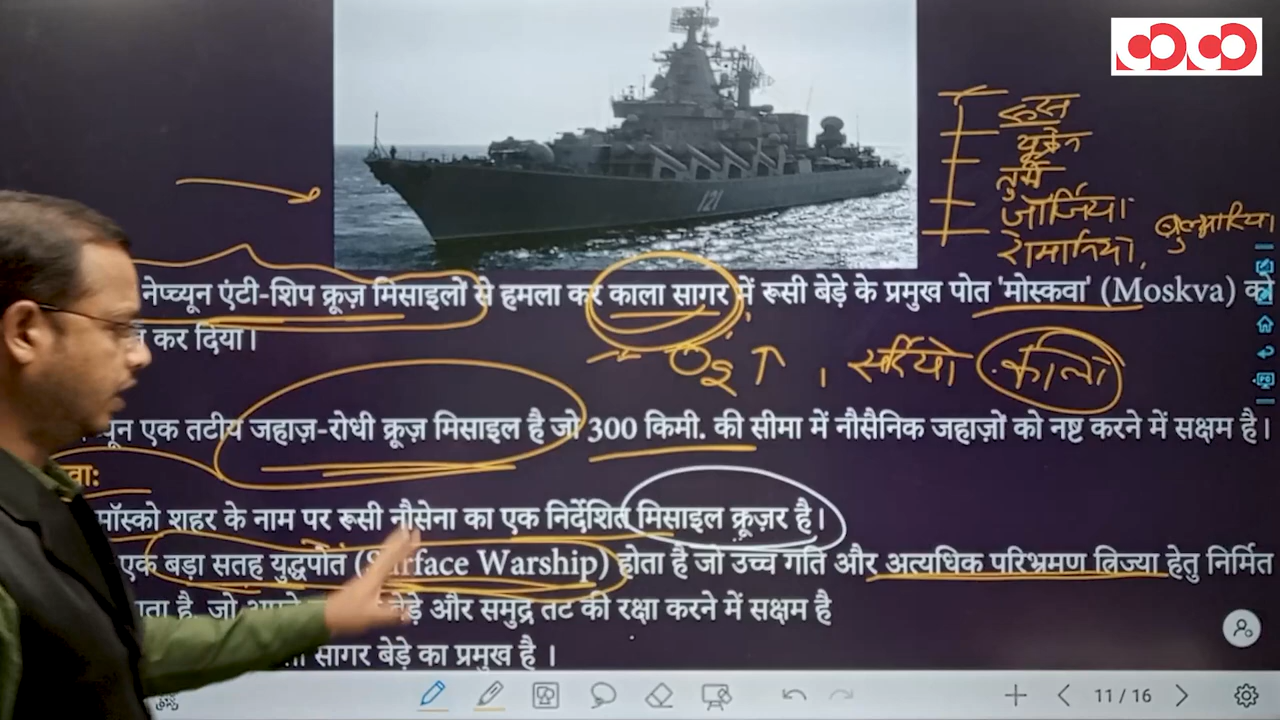 रूस
यूक्रेन
तुर्की
जॉर्जिया
रोमानिया, बुल्गारिया
121
नेप्च्यून एंटी-शिप क्रूज़ मिसाइलों से हमला कर काला सागर में रूसी बेड़े के प्रमुख पोत 'मोस्कवा' (Moskva) को
कर दिया।
O₂ ↑ , सर्दियो काला
एक तटीय जहाज़-रोधी क्रूज़ मिसाइल है जो 300 किमी. की सीमा में नौसैनिक जहाज़ों को नष्ट करने में सक्षम है।
वा:
मॉस्को शहर के नाम पर रूसी नौसेना का एक निर्देशित मिसाइल क्रूज़र है।
एक बड़ा सतह युद्धपोत (Surface Warship) होता है जो उच्च गति और अत्यधिक परिभ्रमण त्रिज्या हेतु निर्मित
है, जो अपने बेड़े और समुद्र तट की रक्षा करने में सक्षम है
सागर बेड़े का प्रमुख है ।
11 / 16